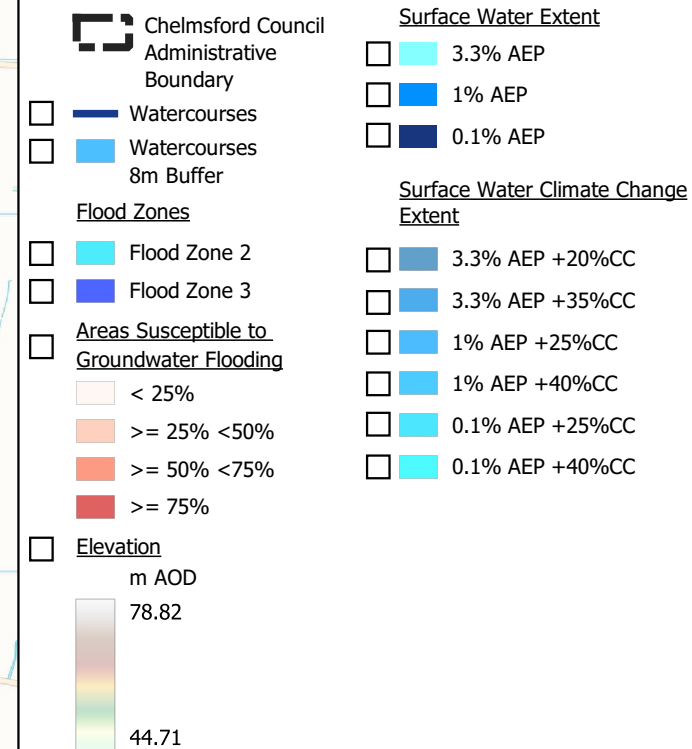 Chelmsford Council
Administrative
Boundary
Watercourses
Watercourses
8m Buffer
Flood Zones
Flood Zone 2
Flood Zone 3
Areas Susceptible to
Groundwater Flooding
< 25%
>= 25% <50%
>= 50% <75%
>= 75%
Elevation
m AOD
78.82
44.71
Surface Water Extent
3.3% AEP
1% AEP
0.1% AEP
Surface Water Climate Change
Extent
3.3% AEP +20%CC
3.3% AEP +35%CC
1% AEP +25%CC
1% AEP +40%CC
0.1% AEP +25%CC
0.1% AEP +40%CC